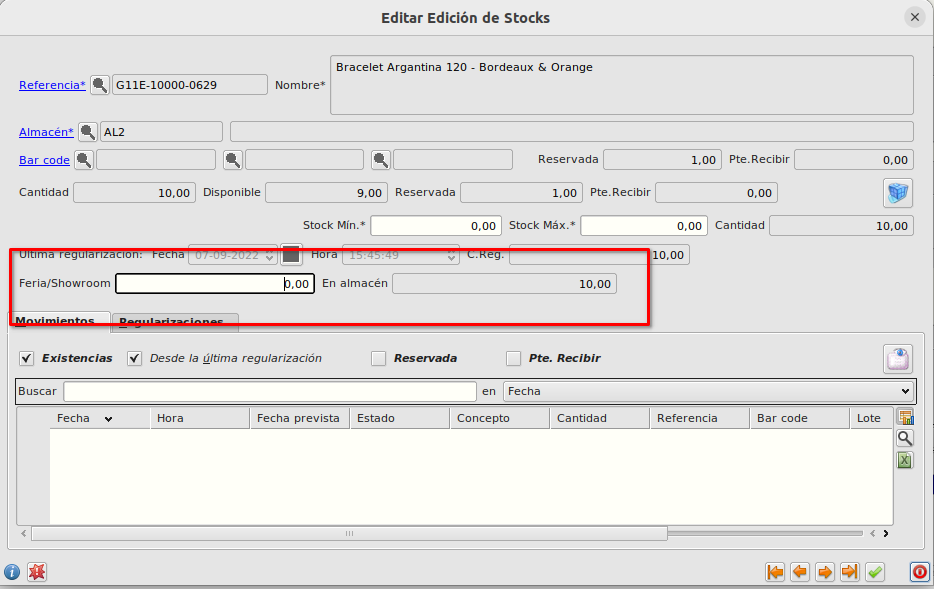 Editar Edición de Stocks
Referencia* G11E-10000-0629 Nombre* Bracelet Argantina 120 - Bordeaux & Orange
Almacén* AL2
Bar code Reservada 1,00 Pte.Recibir 0,00
Cantidad 10,00 Disponible 9,00 Reservada 1,00 Pte.Recibir 0,00
Stock Mín.* 0,00 Stock Máx.* 0,00 Cantidad 10,00
Última regularización: Fecha 07-09-2022 Hora 15:45:49 C.Reg. 10,00
Feria/Showroom 0,00 En almacén 10,00
Movimientos Regularizaciones
Existencias Desde la última regularización Reservada Pte. Recibir
Buscar en Fecha
Fecha Hora Fecha prevista Estado Concepto Cantidad Referencia Bar code Lote